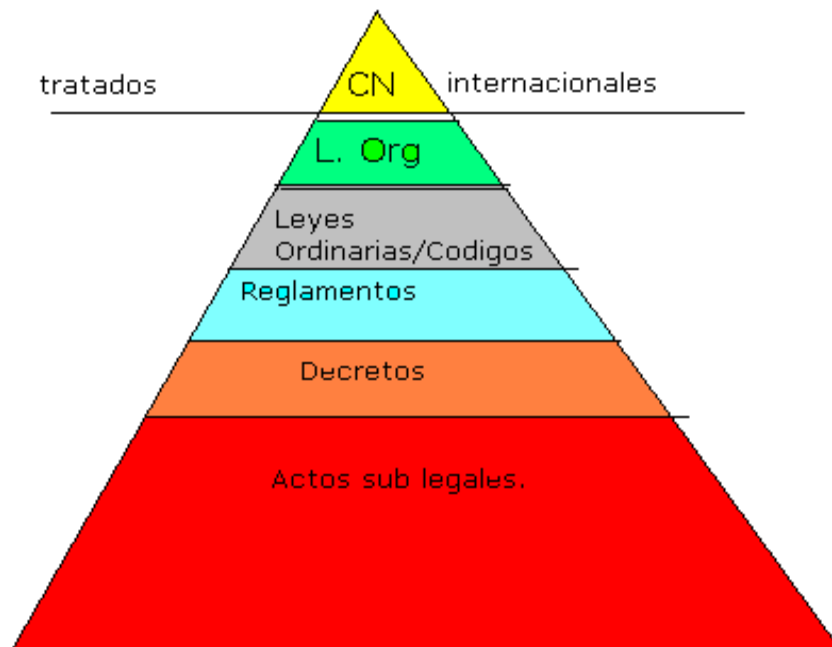 tratados CN internacionales
L. Org
Leyes
Ordinarias/Codigos
Reglamentos
Decretos
Actos sub legales.